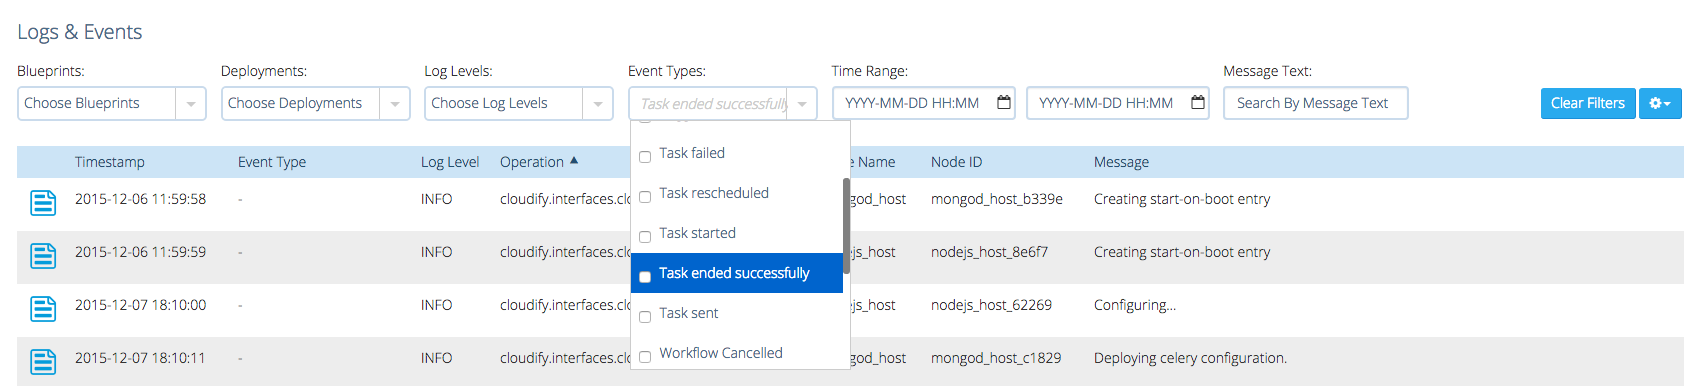 Logs & Events
Blueprints: Deployments: Log Levels: Event Types: Time Range: Message Text:
Choose Blueprints Choose Deployments Choose Log Levels Task ended successfully YYYY-MM-DD HH:MM YYYY-MM-DD HH:MM Search By Message Text Clear Filters
Task failed
Timestamp Event Type Log Level Operation Name Node ID Message
Task rescheduled
2015-12-06 11:59:58 - INFO cloudify.interfaces.clo god_host mongod_host_b339e Creating start-on-boot entry
Task started
2015-12-06 11:59:59 - INFO cloudify.interfaces.clo js_host nodejs_host_8e6f7 Creating start-on-boot entry
Task ended successfully
2015-12-07 18:10:00 - INFO cloudify.interfaces.clo js_host nodejs_host_62269 Configuring...
Task sent
Workflow Cancelled
2015-12-07 18:10:11 - INFO cloudify.interfaces.clo god_host mongod_host_c1829 Deploying celery configuration.